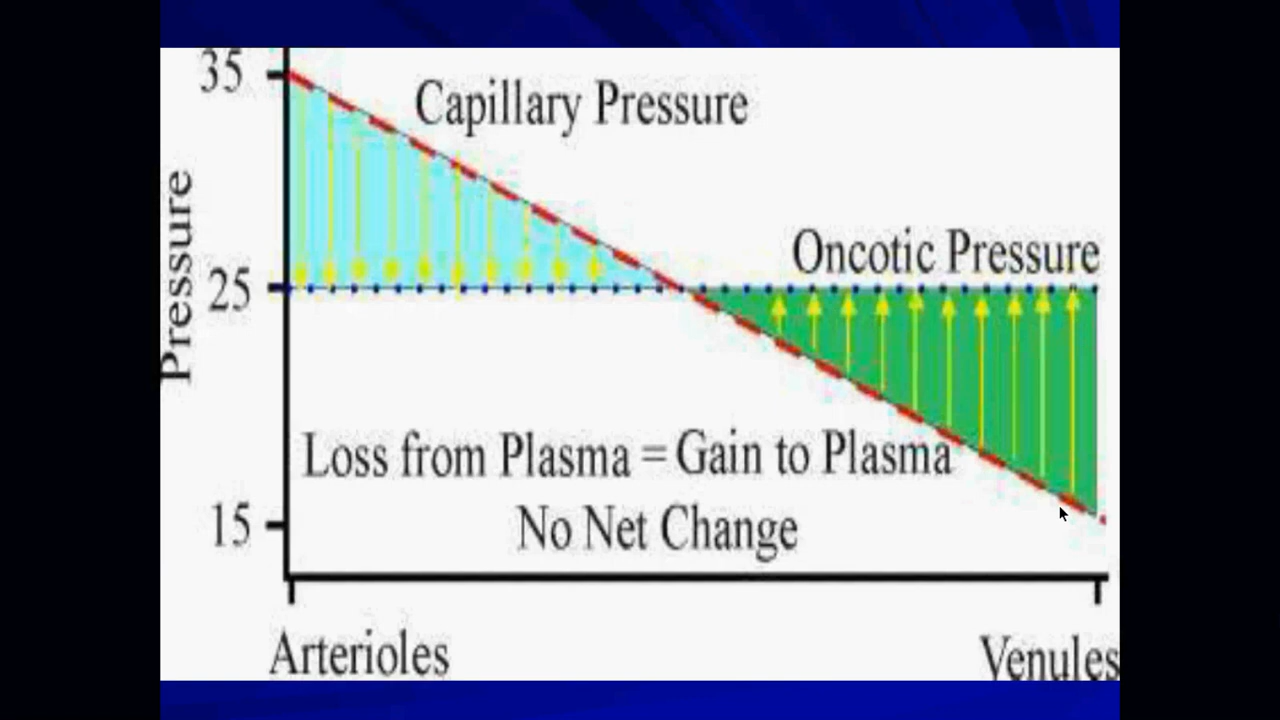 35
Capillary Pressure
Pressure
Oncotic Pressure
25
Loss from Plasma = Gain to Plasma
No Net Change
15
Arterioles
Venules